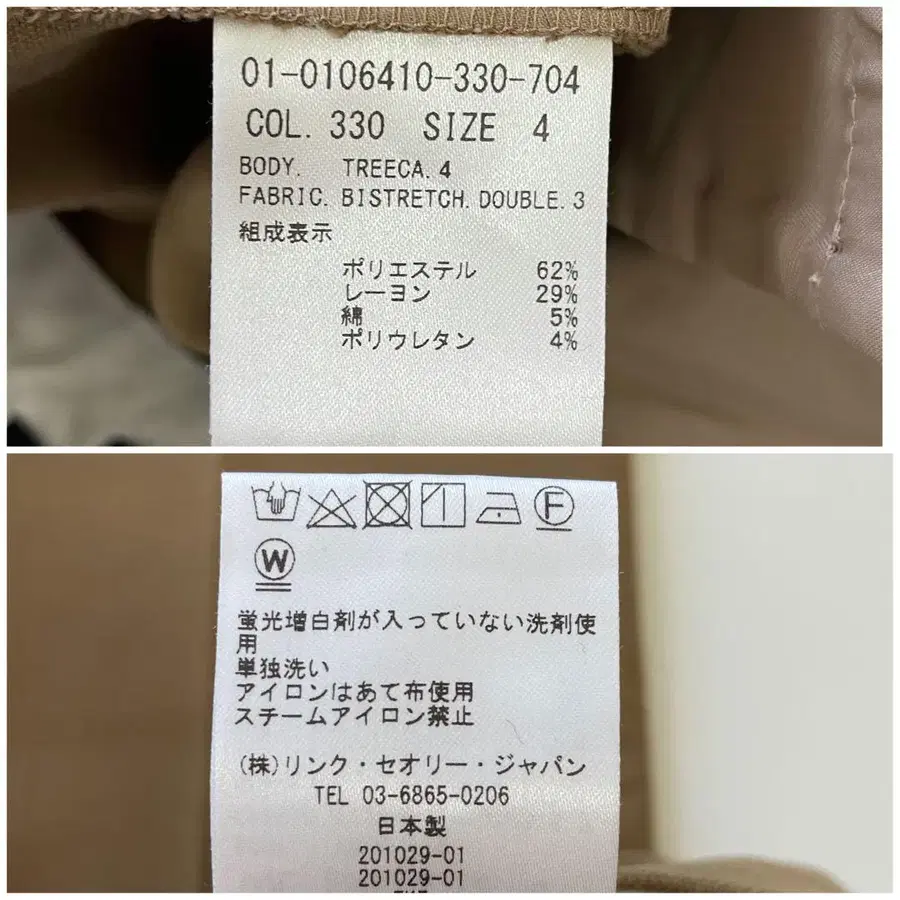 01-0106410-330-704
COL. 330 SIZE 4
BODY. TREECA.4
FABRIC. BISTRETCH.DOUBLE.3
組成表示
ポリエステル 62%
レーヨン 29%
綿 5%
ポリウレタン 4%
F
W
蛍光増白剤が入っていない洗剤使
用
単独洗い
アイロンはあて布使用
スチームアイロン禁止
(株)リンク・セオリー・ジャパン
TEL 03-6865-0206
日本製
201029-01
201029-01